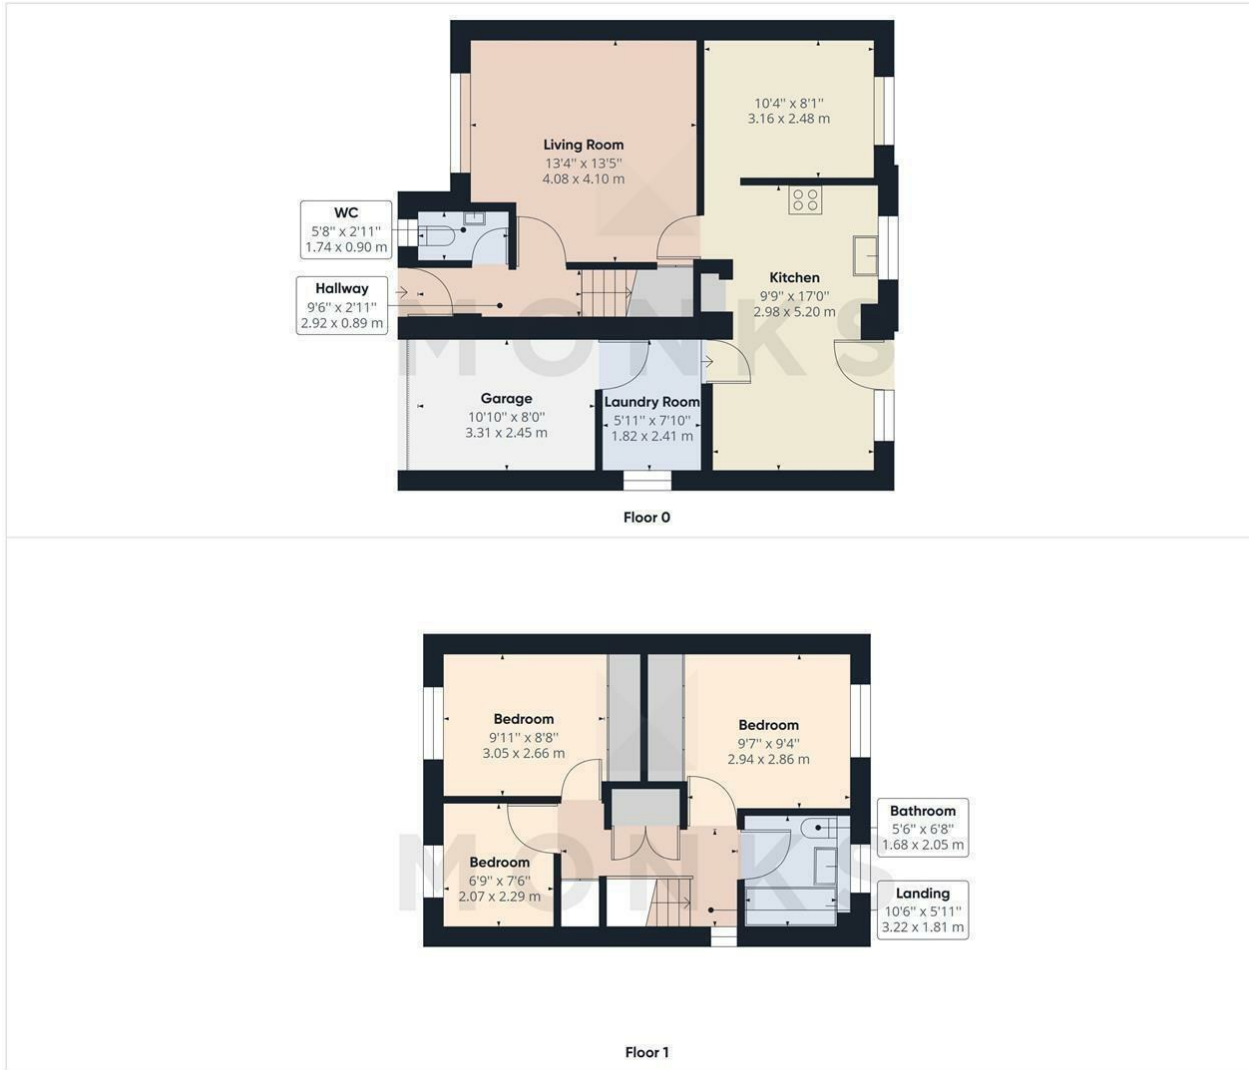 10'4" x 8'1"
3.16 x 2.48 m
Living Room
13'4" x 13'5"
4.08 x 4.10 m
WC
5'8" x 2'11"
1.74 x 0.90 m
Hallway
9'6" x 2'11"
2.92 x 0.89 m
Kitchen
9'9" x 17'0"
2.98 x 5.20 m
MONKS
Garage
10'10" x 8'0"
3.31 x 2.45 m
Laundry Room
5'11" x 7'10"
1.82 x 2.41 m
Floor 0
Bedroom
9'11" x 8'8"
3.05 x 2.66 m
Bedroom
9'7" x 9'4"
2.94 x 2.86 m
Bathroom
5'6" x 6'8"
1.68 x 2.05 m
MONKS
Bedroom
6'9" x 7'6"
2.07 x 2.29 m
Landing
10'6" x 5'11"
3.22 x 1.81 m
Floor 1